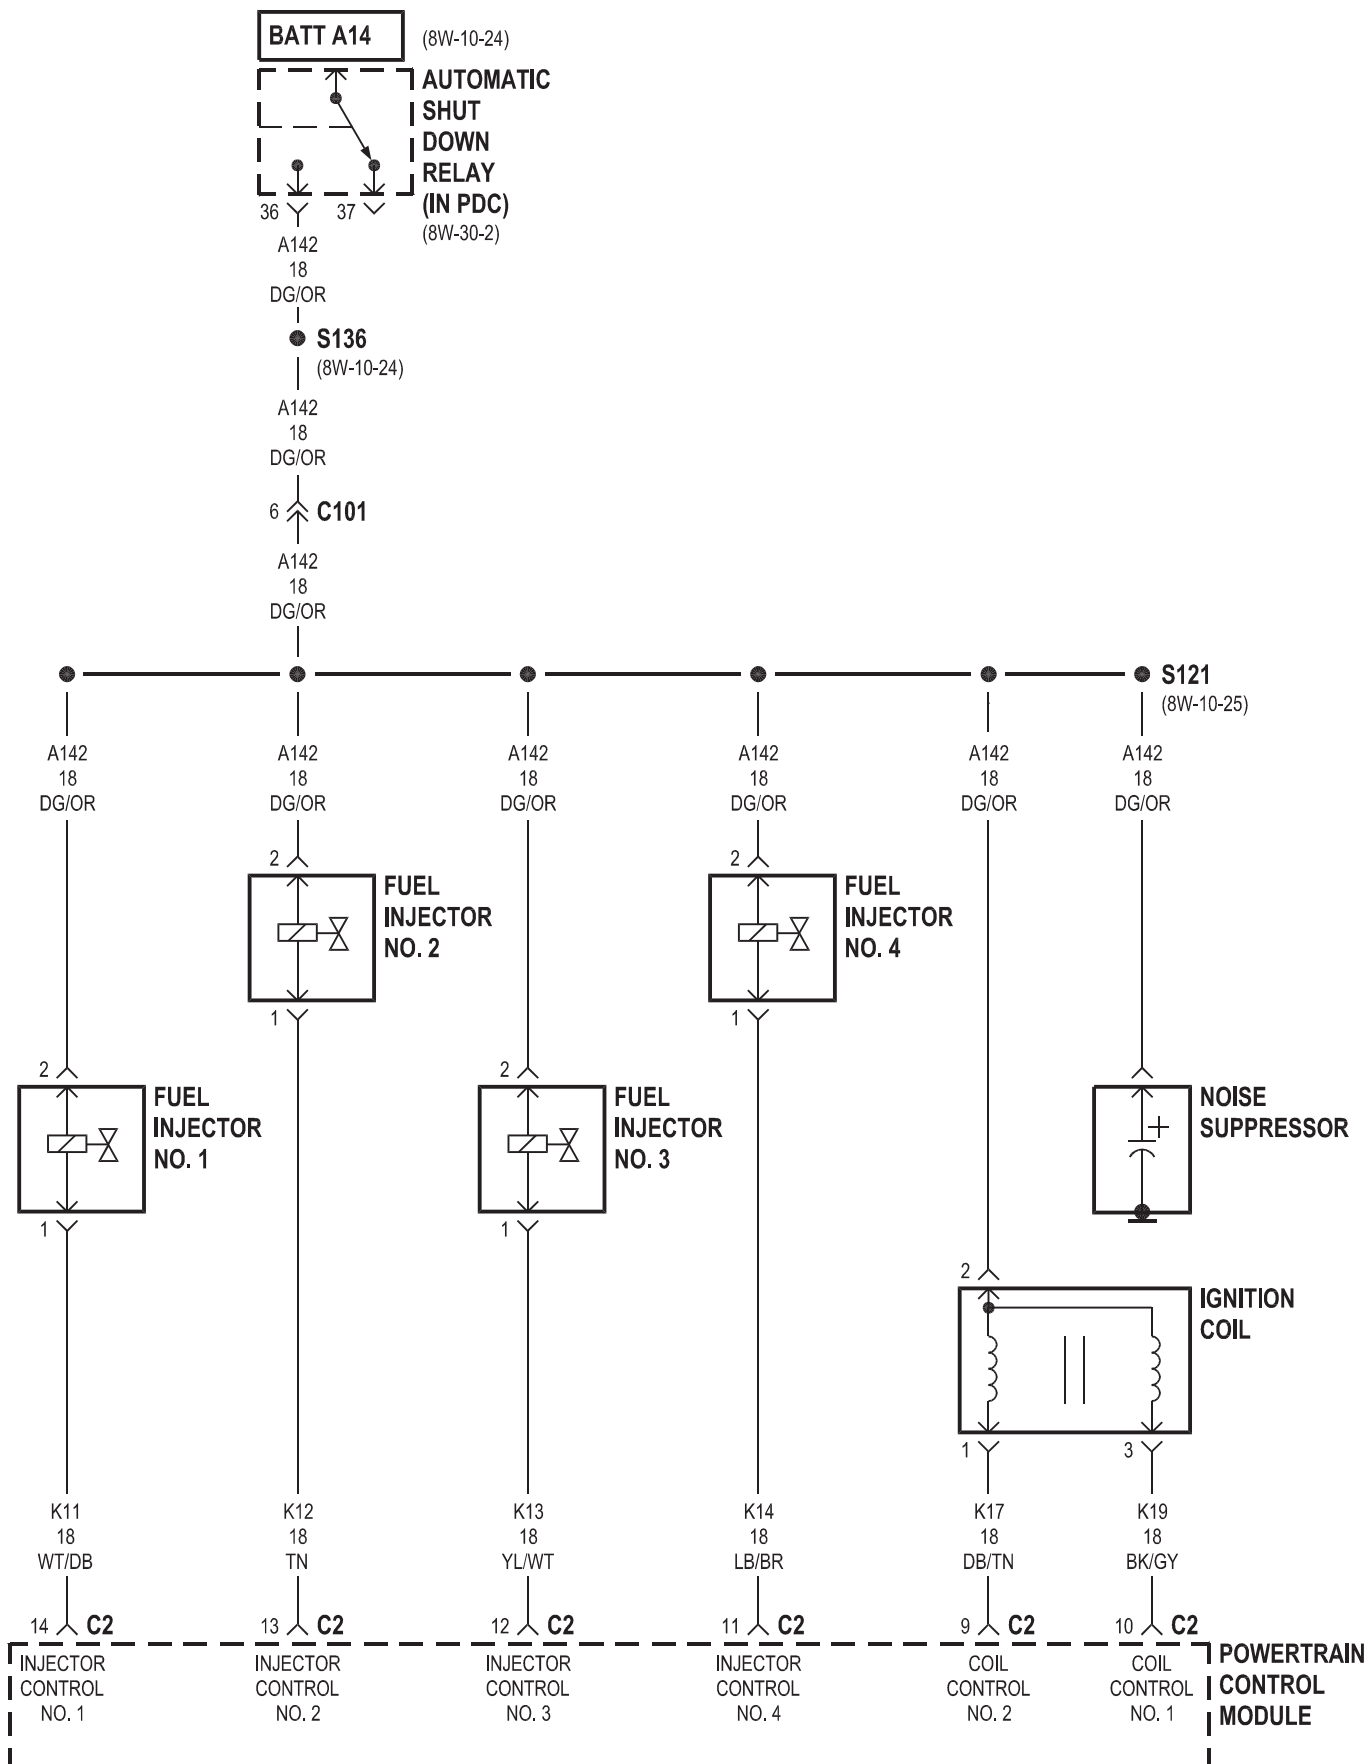 BATT A14
(8W-10-24)
AUTOMATIC
SHUT
DOWN
RELAY
(IN PDC)
(8W-30-2)
36
37
A142
18
DG/OR
S136
(8W-10-24)
A142
18
DG/OR
6
C101
A142
18
DG/OR
S121
(8W-10-25)
A142
18
DG/OR
A142
18
DG/OR
A142
18
DG/OR
A142
18
DG/OR
A142
18
DG/OR
A142
18
DG/OR
2
FUEL
INJECTOR
NO. 2
1
2
FUEL
INJECTOR
NO. 4
1
2
FUEL
INJECTOR
NO. 1
1
2
FUEL
INJECTOR
NO. 3
1
NOISE
SUPPRESSOR
+
2
IGNITION
COIL
1
3
K11
18
WT/DB
K12
18
TN
K13
18
YL/WT
K14
18
LB/BR
K17
18
DB/TN
K19
18
BK/GY
14 C2
13 C2
12 C2
11 C2
9 C2
10 C2
INJECTOR
CONTROL
NO. 1
INJECTOR
CONTROL
NO. 2
INJECTOR
CONTROL
NO. 3
INJECTOR
CONTROL
NO. 4
COIL
CONTROL
NO. 2
COIL
CONTROL
NO. 1
POWERTRAIN
CONTROL
MODULE